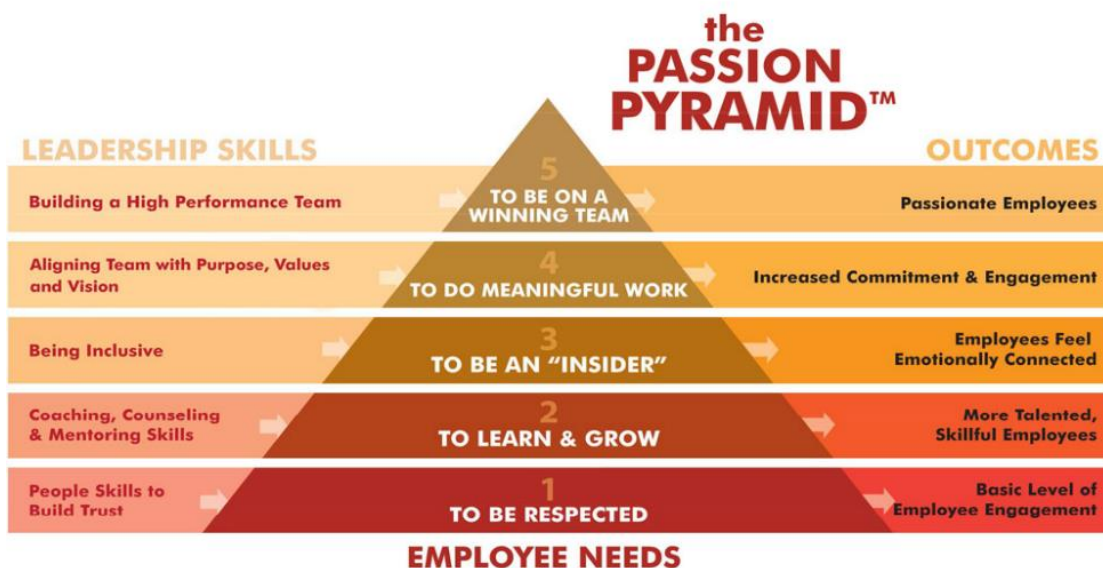 the
PASSION
PYRAMID™
LEADERSHIP SKILLS
OUTCOMES
Building a High Performance Team
5
TO BE ON A
WINNING TEAM
Passionate Employees
Aligning Team with Purpose, Values
and Vision
4
TO DO MEANINGFUL WORK
Increased Commitment & Engagement
Being Inclusive
3
TO BE AN “INSIDER”
Employees Feel
Emotionally Connected
Coaching, Counseling
& Mentoring Skills
2
TO LEARN & GROW
More Talented,
Skillful Employees
People Skills to
Build Trust
1
TO BE RESPECTED
Basic Level of
Employee Engagement
EMPLOYEE NEEDS